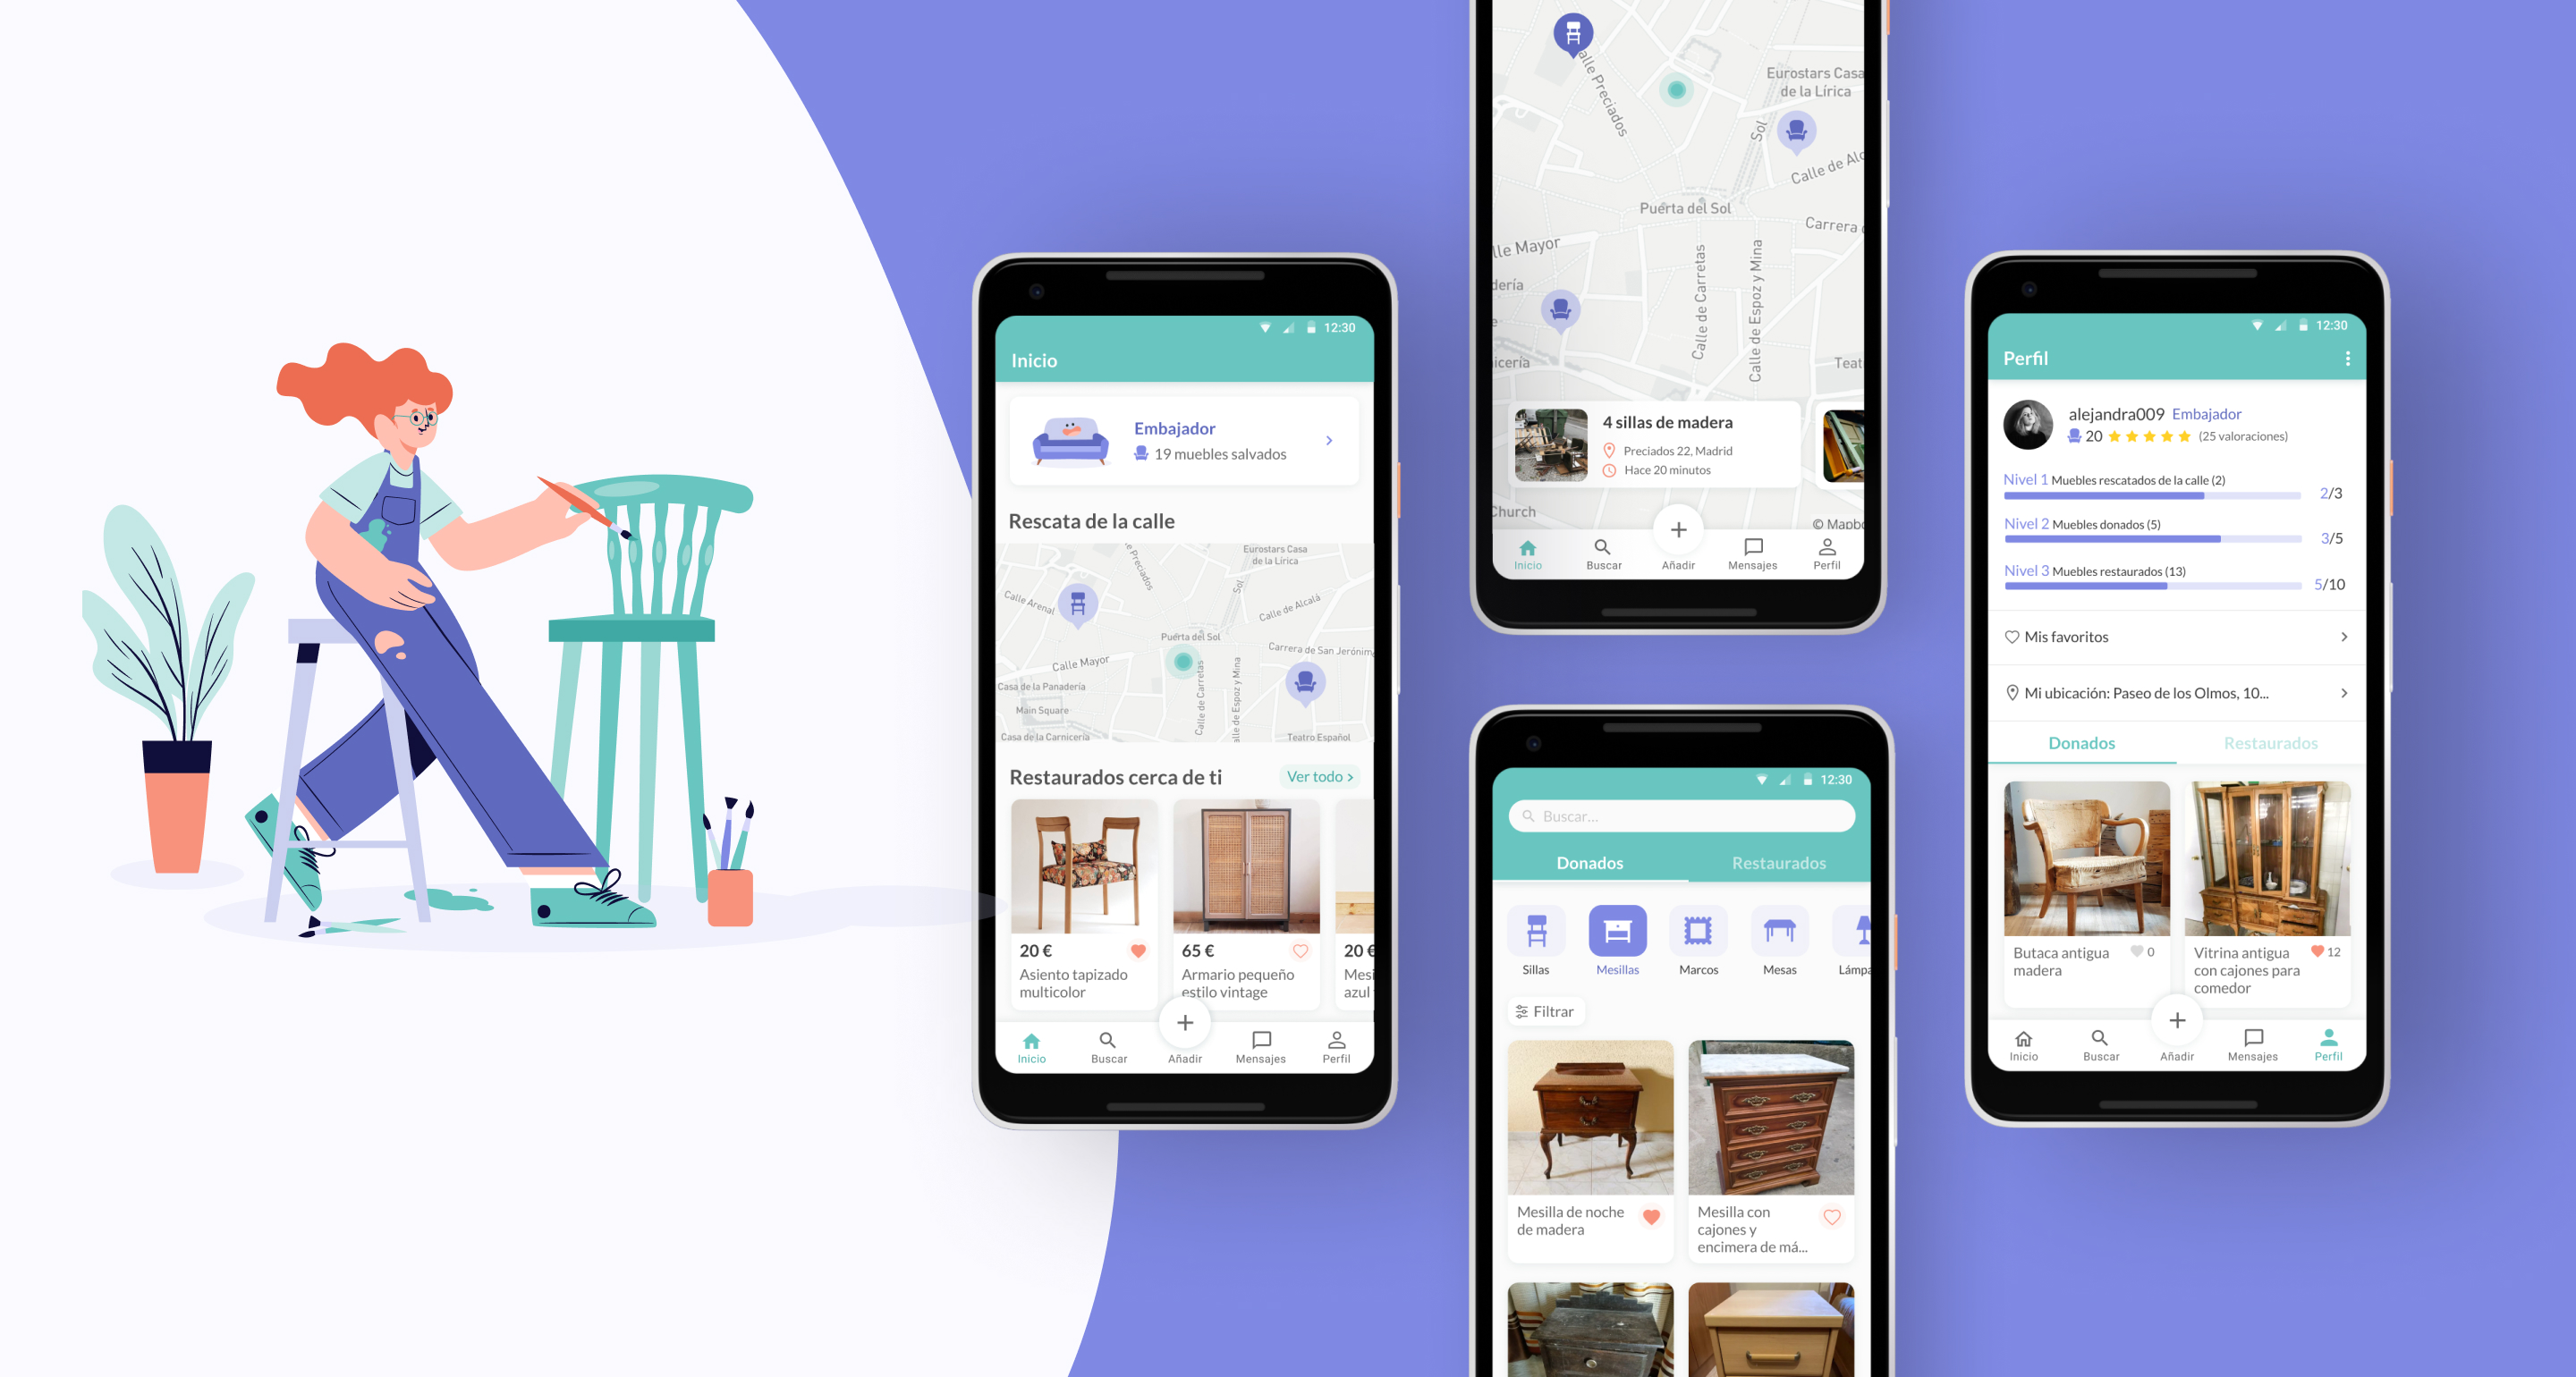 12:30
Inicio
Embajador
19 muebles salvados
Rescata de la calle
Eurostars Casa
de la Lírica
Calle Arenal
Sol
Calle de Alcalá
Puerta del Sol
Calle Mayor
Carrera de San Jerónim
Casa de la Panadería
Main Square
Calle de Carretas
alle de Espoz y Mina
Casa de la Carnicería
Teatro Español
e Preciados
Restaurados cerca de ti
Ver todo
20 €
65 €
20 €
Asiento tapizado
multicolor
Armario pequeño
estilo vintage
Mesi
azul
Inicio
Buscar
Añadir
Mensajes
Perfil
alle Preciados
Eurostars Casa
de la Lírica
Sol
Calle de Alc
Puerta del Sol
Carrera
lle Mayor
dería
Calle de Carretas
Calle de Espoz y Mina
icería
Teat
4 sillas de madera
Preciados 22, Madrid
Hace 20 minutos
Church
© Mapbo
Inicio
Buscar
Añadir
Mensajes
Perfil
12:30
Buscar...
Donados
Restaurados
Sillas
Mesillas
Marcos
Mesas
Lámpa
Filtrar
Mesilla de noche
de madera
Mesilla con
cajones y
encimera de má...
12:30
Perfil
alejandra009 Embajador
20 (25 valoraciones)
Nivel 1 Muebles rescatados de la calle (2)
2/3
Nivel 2 Muebles donados (5)
3/5
Nivel 3 Muebles restaurados (13)
5/10
Mis favoritos
Mi ubicación: Paseo de los Olmos, 10...
Donados
Restaurados
Butaca antigua
madera
0
Vitrina antigua
con cajones para
comedor
12
Inicio
Buscar
Añadir
Mensajes
Perfil